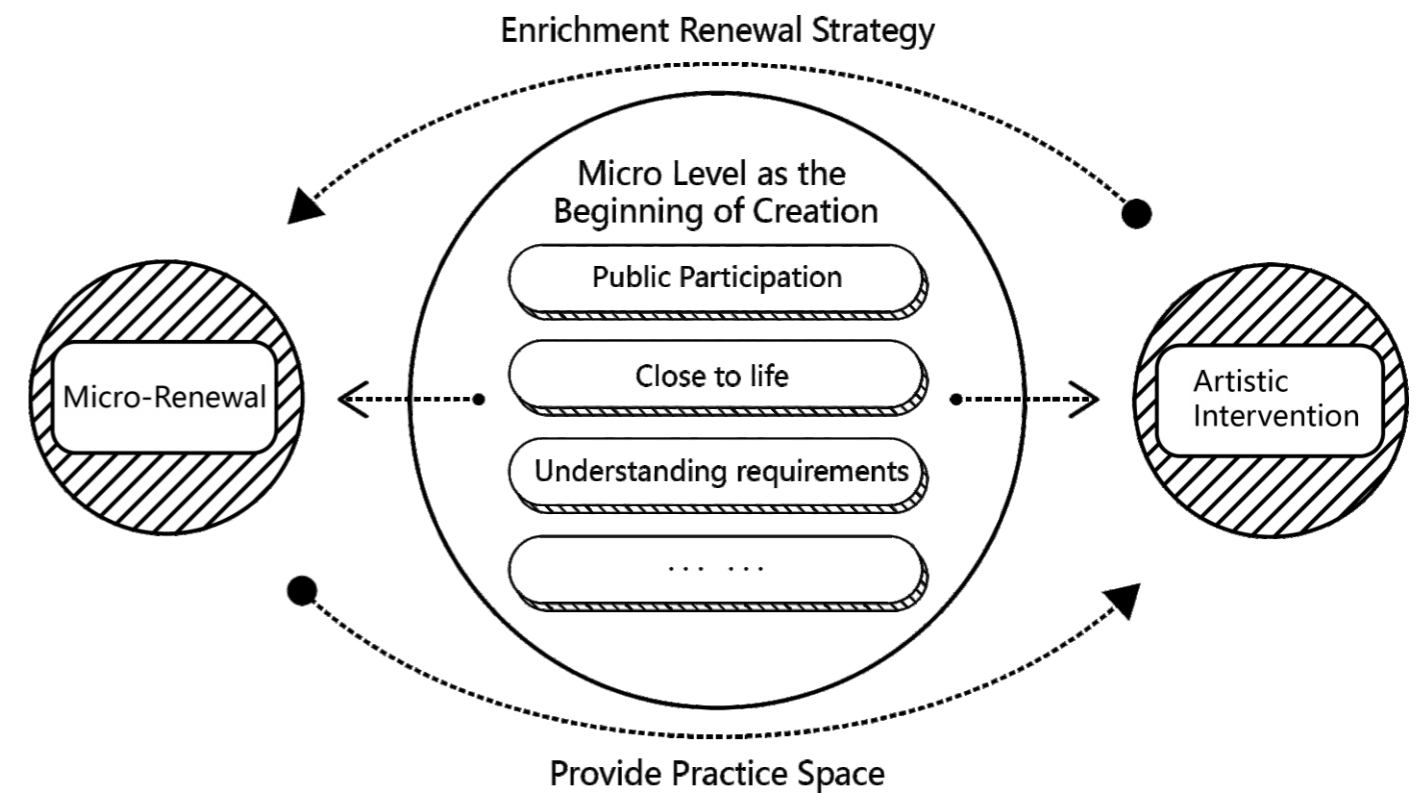 Enrichment Renewal Strategy
Micro Level as the
Beginning of Creation
Public Participation
Close to life
Understanding requirements
... ...
Micro-Renewal
Artistic
Intervention
Provide Practice Space